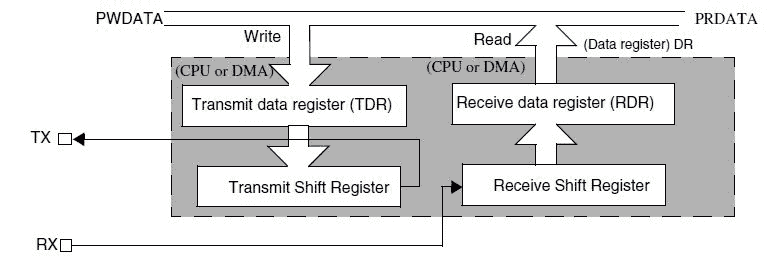 PWDATA
PRDATA
Write
Read
(Data register) DR
(CPU or DMA)
(CPU or DMA)
Transmit data register (TDR)
Receive data register (RDR)
TX
Transmit Shift Register
Receive Shift Register
RX